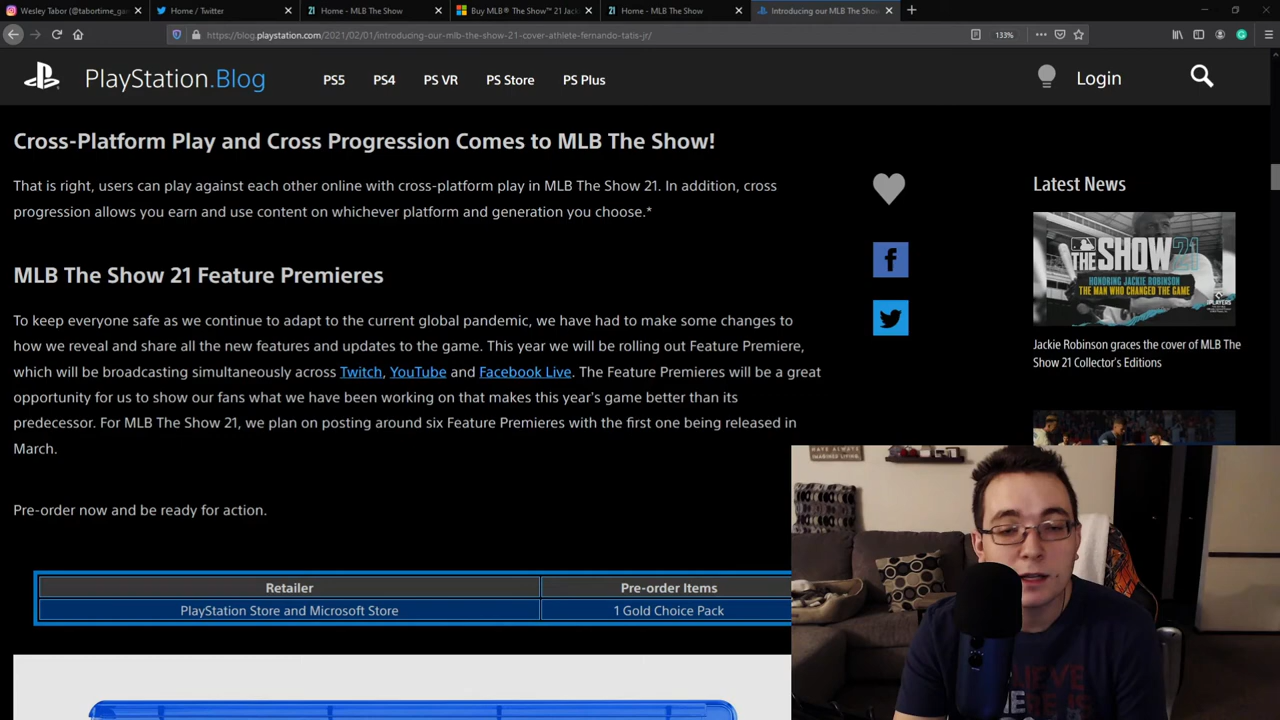 Wesley Tabor (@tabortime_ga
Home / Twitter
21 Home - MLB The Show
Buy MLB® The Show™ 21 Jack
21 Home - MLB The Show
Introducing our MLB The Show
https://blog.playstation.com/2021/02/01/introducing-our-mlb-the-show-21-cover-athlete-fernando-tatis-jr/
133%
PlayStation.Blog
PS5
PS4
PS VR
PS Store
PS Plus
Login
Cross-Platform Play and Cross Progression Comes to MLB The Show!
That is right, users can play against each other online with cross-platform play in MLB The Show 21. In addition, cross
progression allows you earn and use content on whichever platform and generation you choose.*
MLB The Show 21 Feature Premieres
To keep everyone safe as we continue to adapt to the current global pandemic, we have had to make some changes to
how we reveal and share all the new features and updates to the game. This year we will be rolling out Feature Premiere,
which will be broadcasting simultaneously across Twitch, YouTube and Facebook Live. The Feature Premieres will be a great
opportunity for us to show our fans what we have been working on that makes this year's game better than its
predecessor. For MLB The Show 21, we plan on posting around six Feature Premieres with the first one being released in
March.
Pre-order now and be ready for action.
Retailer
Pre-order Items
PlayStation Store and Microsoft Store
1 Gold Choice Pack
Latest News
THE SHOW 21
HONORING JACKIE ROBINSON
THE MAN WHO CHANGED THE GAME
Jackie Robinson graces the cover of MLB The
Show 21 Collector's Editions